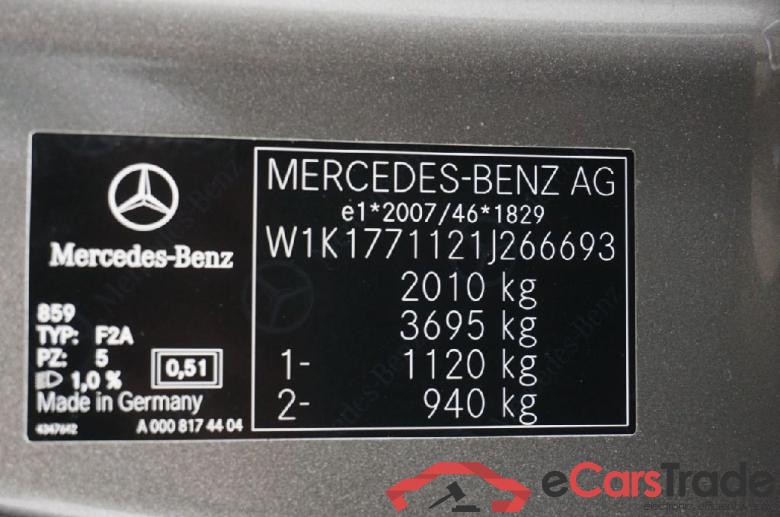 Mercedes-Benz
859
TYP: F2A
PZ: 5
1,0 %
0,51
Made in Germany
4347642
A 000 817 44 04
MERCEDES-BENZ AG
e1*2007/46*1829
W1K1771121J266693
2010 kg
3695 kg
1- 1120 kg
2- 940 kg
eCarsTrade